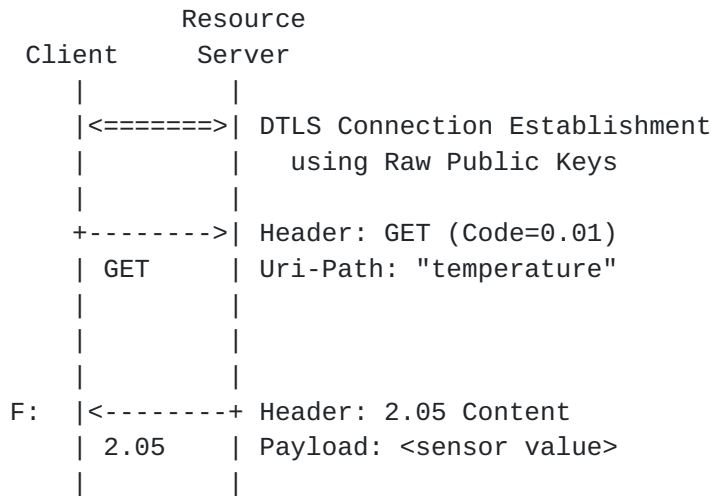 Resource
 Client     Server
    |         |
    |<=======>| DTLS Connection Establishment
    |         |   using Raw Public Keys
    |         |
    +-------->| Header: GET (Code=0.01)
    | GET     | Uri-Path: "temperature"
    |         |
    |         |
    |         |
F:  |<--------+ Header: 2.05 Content
    | 2.05    | Payload: <sensor value>
    |         |